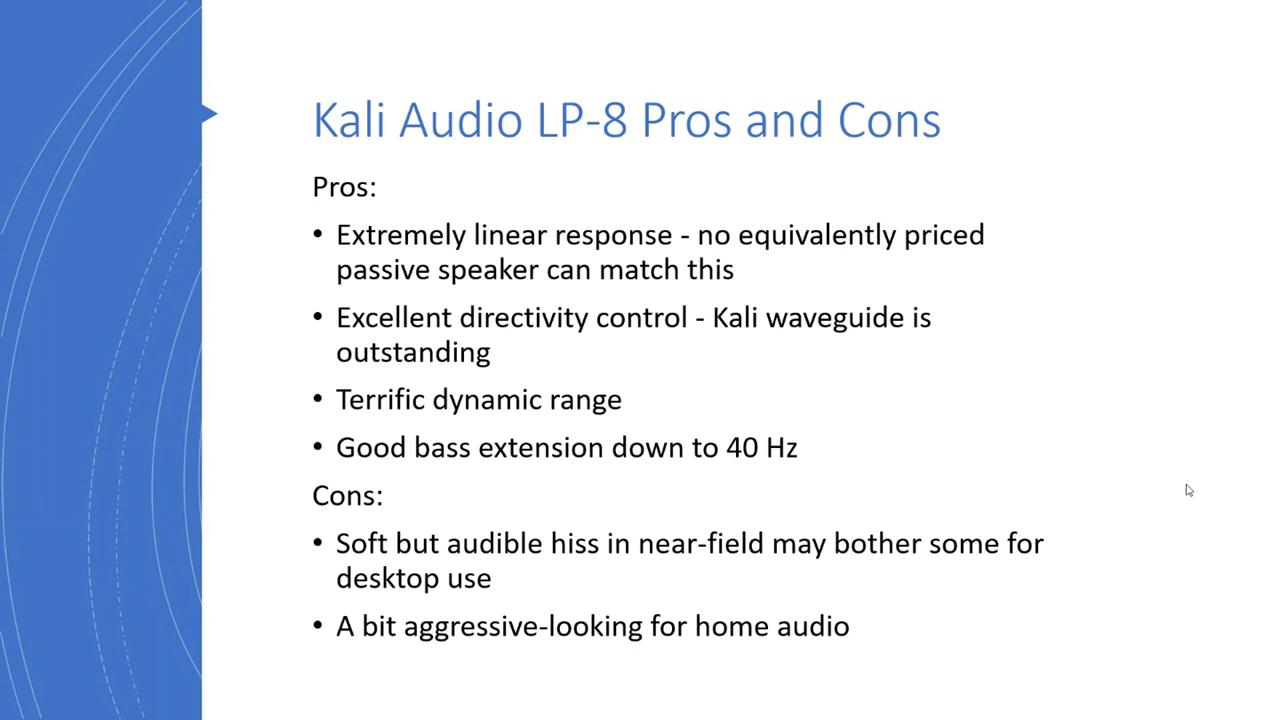 Kali Audio LP-8 Pros and Cons
Pros:
• Extremely linear response - no equivalently priced
passive speaker can match this
• Excellent directivity control - Kali waveguide is
outstanding
• Terrific dynamic range
• Good bass extension down to 40 Hz
Cons:
• Soft but audible hiss in near-field may bother some for
desktop use
• A bit aggressive-looking for home audio